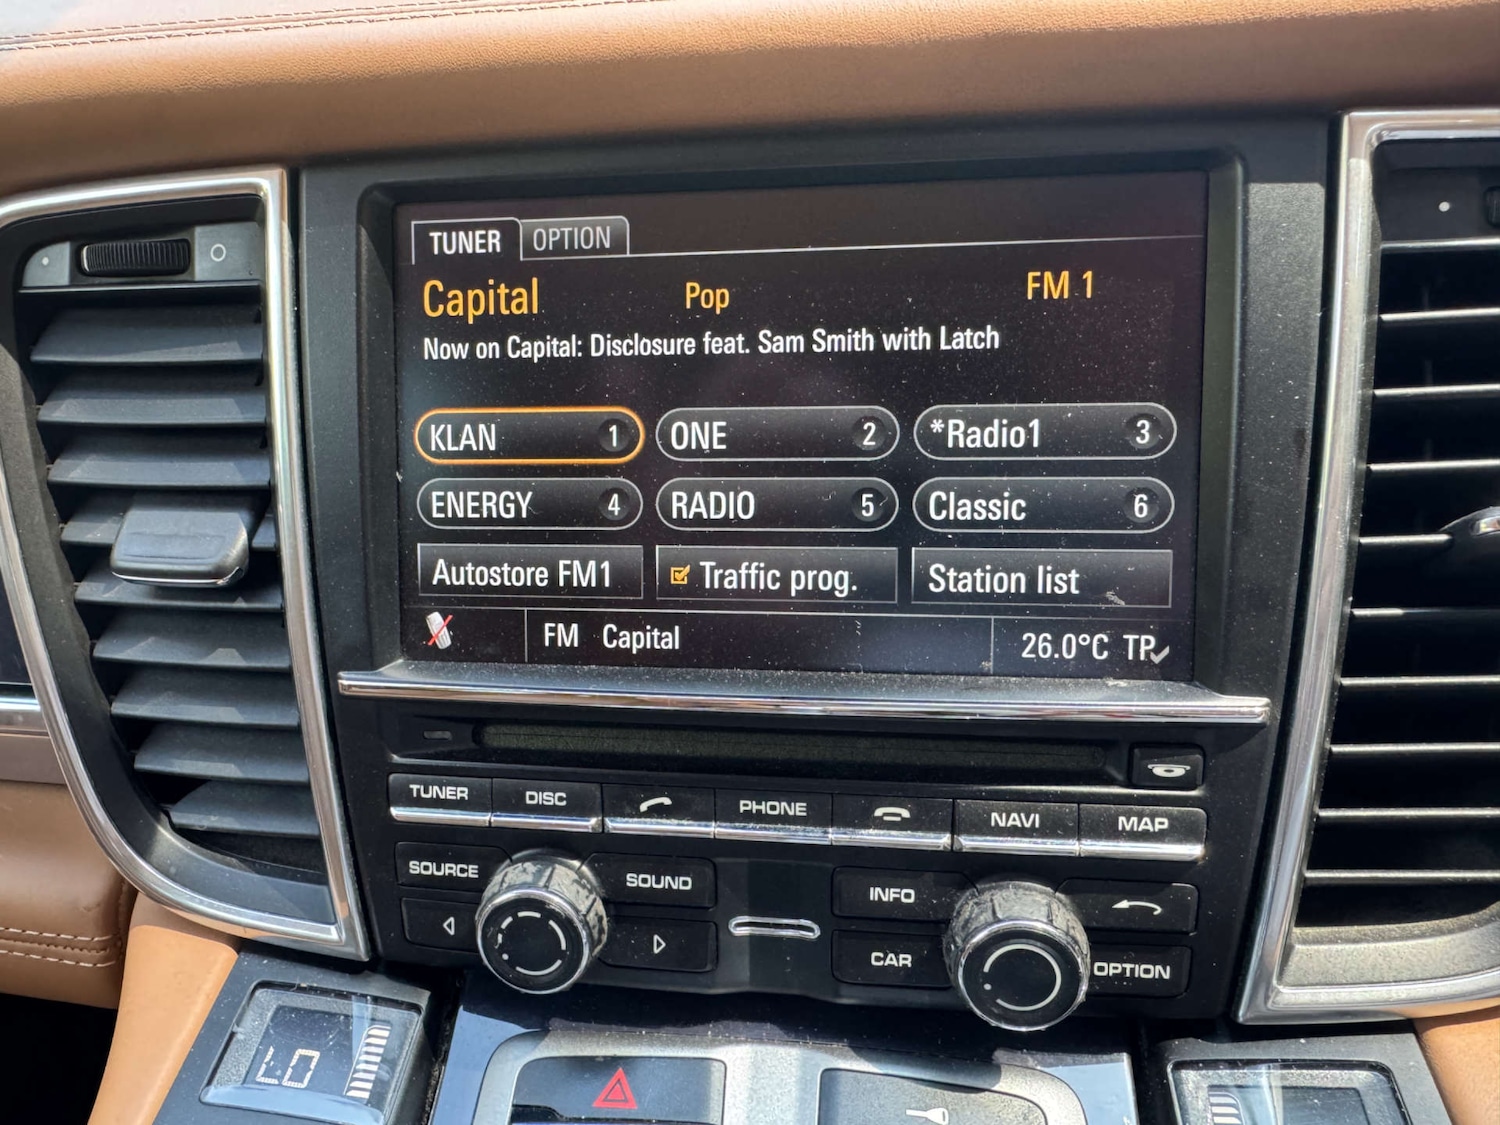 TUNER OPTION
Capital Pop FM 1
Now on Capital: Disclosure feat. Sam Smith with Latch
KLAN 1 ONE 2 *Radio1 3
ENERGY 4 RADIO 5 Classic 6
Autostore FM1 Traffic prog. Station list
FM Capital 26.0°C TP
TUNER DISC PHONE NAVI MAP
SOURCE SOUND INFO
CAR OPTION